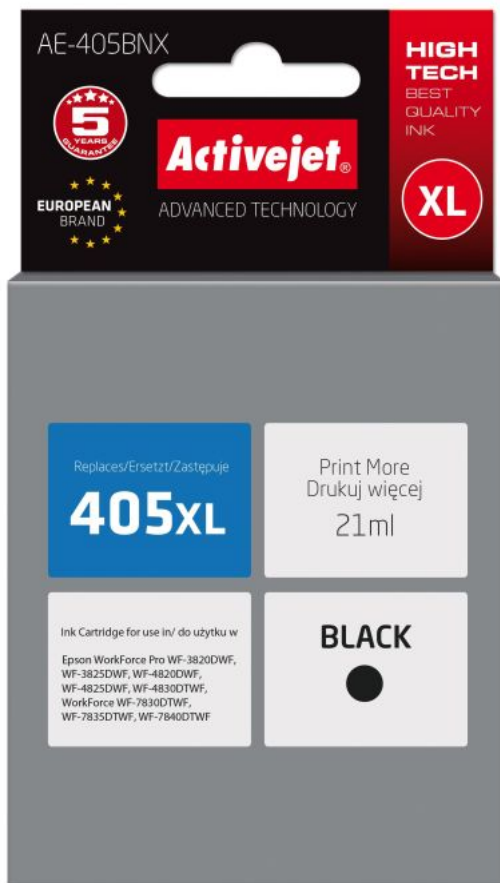 AE-405BNX
HIGH
TECH
BEST
QUALITY
INK
5
YEARS
GUARANTEE
Activejet®
EUROPEAN
BRAND
ADVANCED TECHNOLOGY
XL
Replaces/Ersetzt/Zastępuje
405XL
Print More
Drukuj więcej
21ml
Ink Cartridge for use in/ do użytku w
Epson WorkForce Pro WF-3820DWF,
WF-3825DWF, WF-4820DWF,
WF-4825DWF, WF-4830DTWF,
WorkForce WF-7830DTWF,
WF-7835DTWF, WF-7840DTWF
BLACK